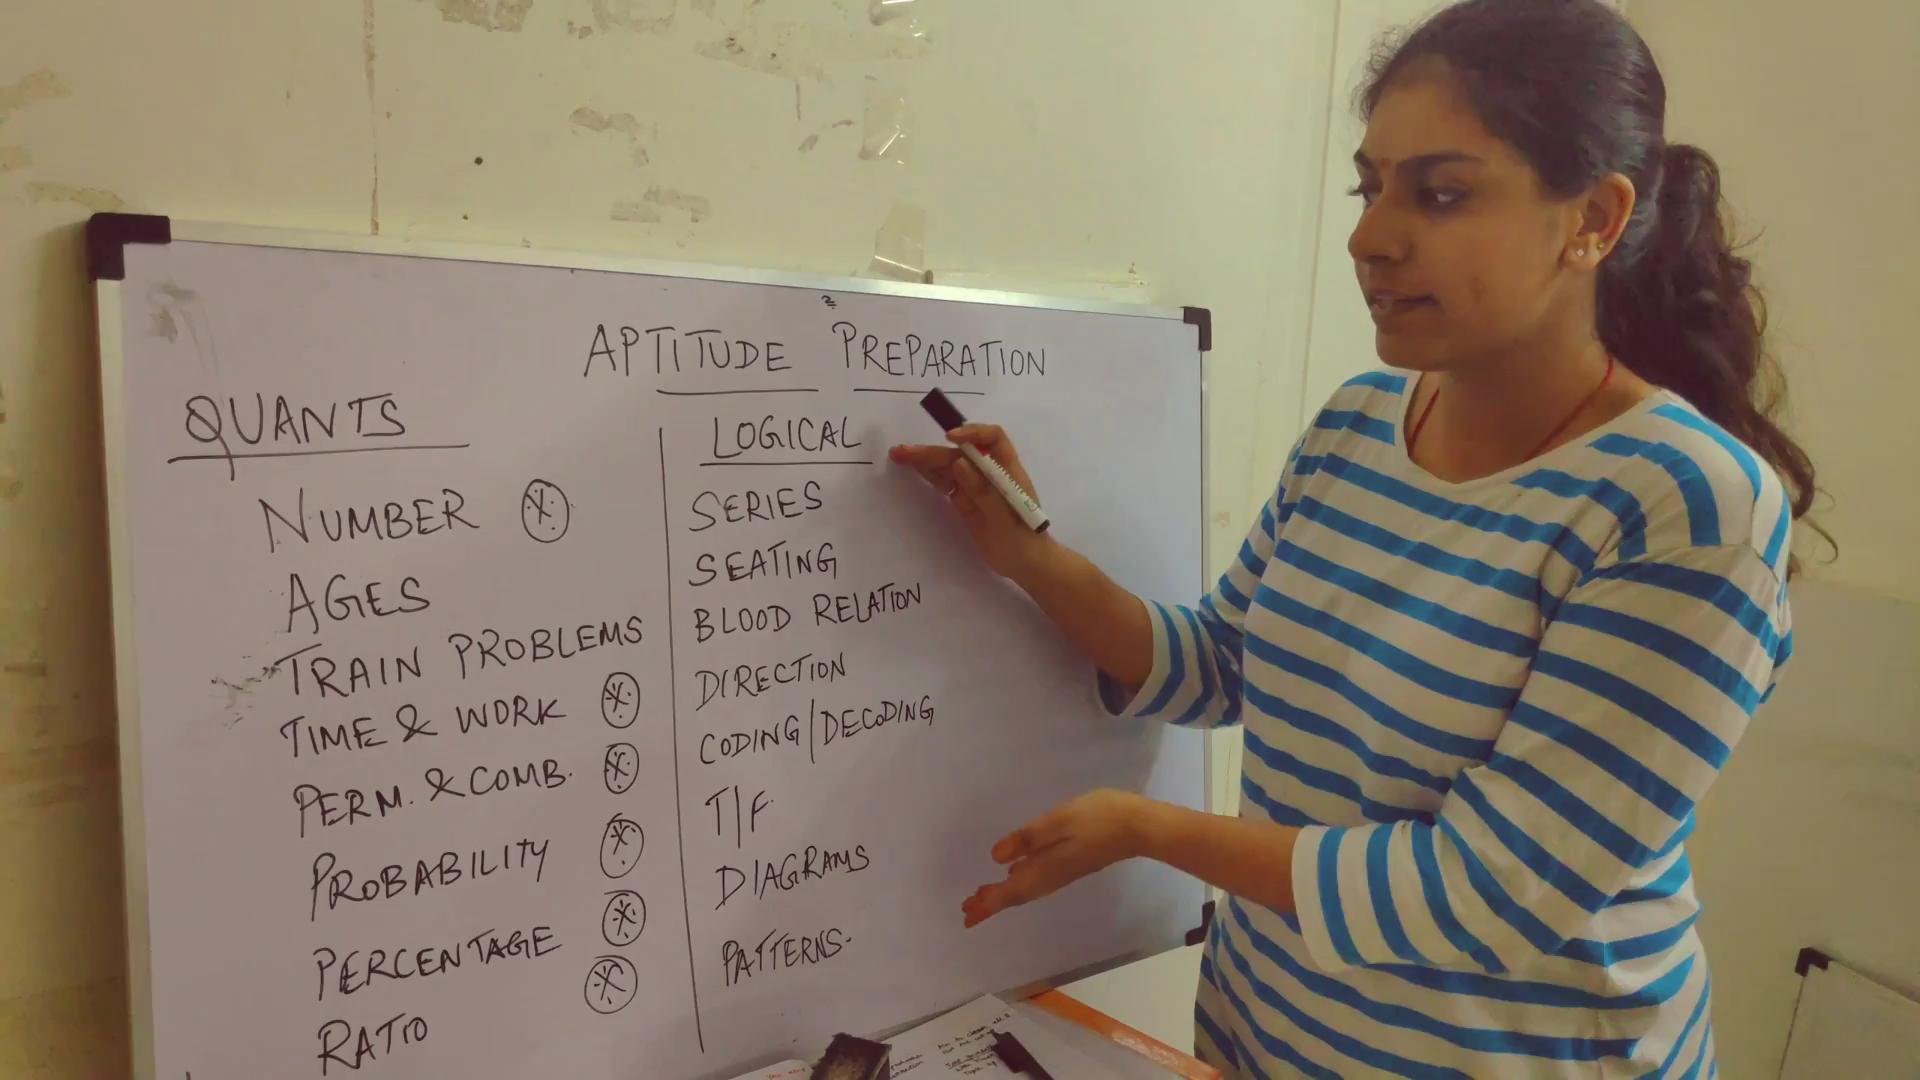 APTITUDE PREPARATION
QUANTS
NUMBER
AGES
TRAIN PROBLEMS
TIME & WORK
PERM. & COMB.
PROBABILITY
PERCENTAGE
RATIO
LOGICAL
SERIES
SEATING
BLOOD RELATION
DIRECTION
CODING/DECODING
T/F.
DIAGRAMS
PATTERNS.